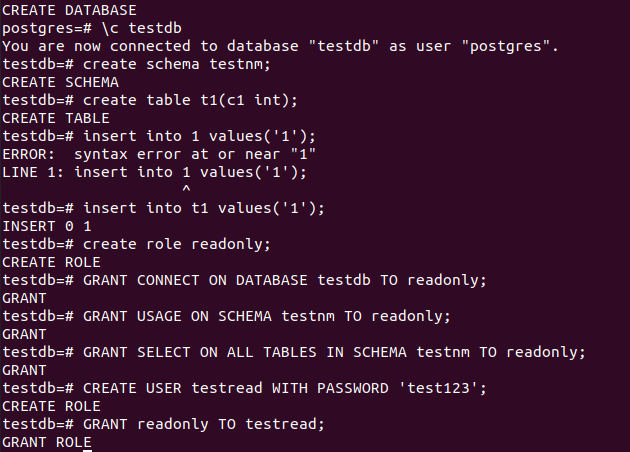 CREATE DATABASE
postgres=# \c testdb
You are now connected to database "testdb" as user "postgres".
testdb=# create schema testnm;
CREATE SCHEMA
testdb=# create table t1(c1 int);
CREATE TABLE
testdb=# insert into 1 values('1');
ERROR:  syntax error at or near "1"
LINE 1: insert into 1 values('1');
                    ^
testdb=# insert into t1 values('1');
INSERT 0 1
testdb=# create role readonly;
CREATE ROLE
testdb=# GRANT CONNECT ON DATABASE testdb TO readonly;
GRANT
testdb=# GRANT USAGE ON SCHEMA testnm TO readonly;
GRANT
testdb=# GRANT SELECT ON ALL TABLES IN SCHEMA testnm TO readonly;
GRANT
testdb=# CREATE USER testread WITH PASSWORD 'test123';
CREATE ROLE
testdb=# GRANT readonly TO testread;
GRANT ROLE